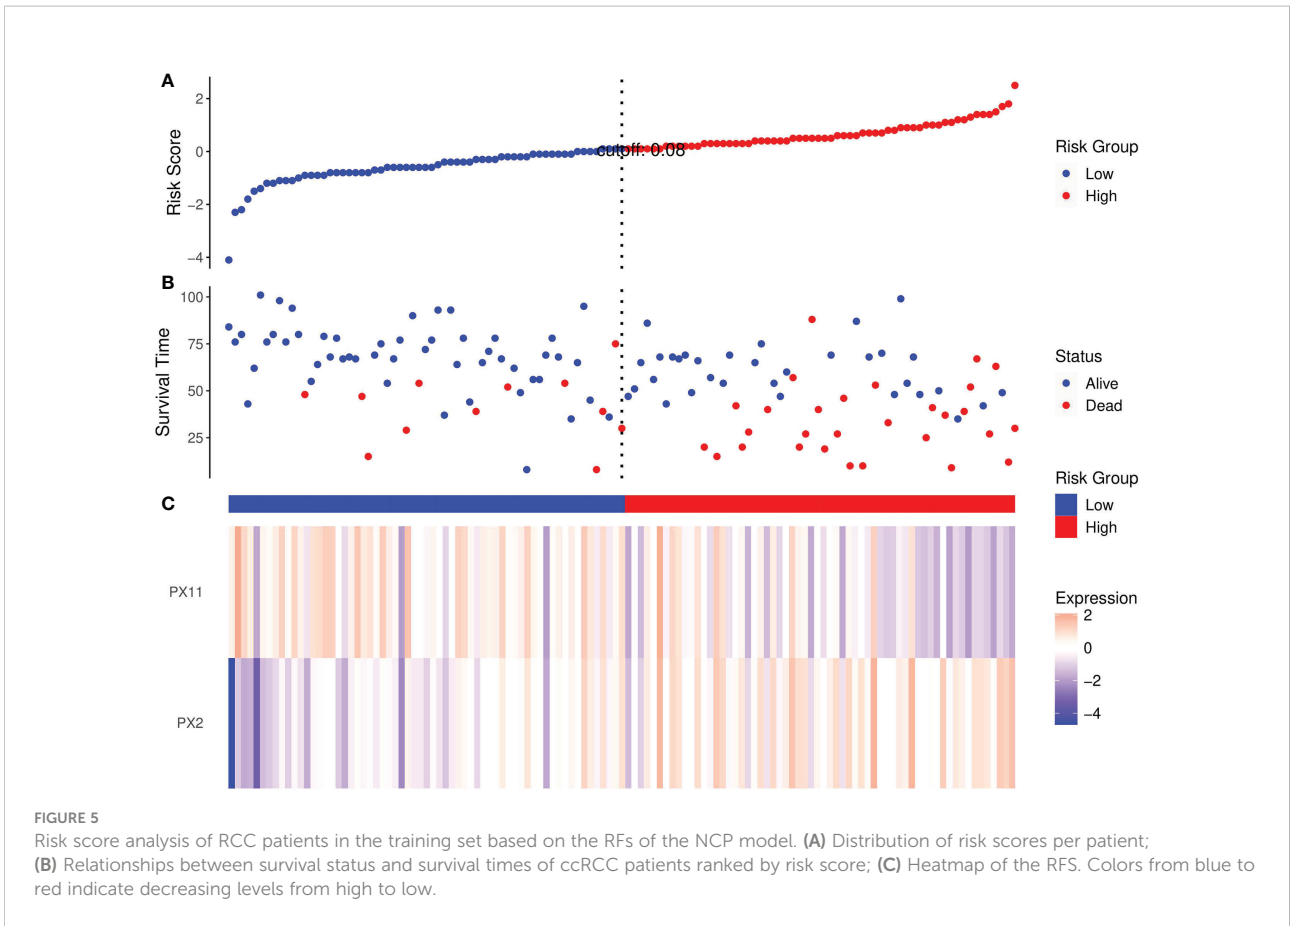 A
Risk Score
2
0
−2
−4
cutoff: 0.08
Risk Group
Low
High
B
Survival Time
100
75
50
25
Status
Alive
Dead
C
Risk Group
Low
High
PX11
PX2
Expression
2
0
−2
−4
FIGURE 5
Risk score analysis of RCC patients in the training set based on the RFs of the NCP model. (A) Distribution of risk scores per patient;
(B) Relationships between survival status and survival times of ccRCC patients ranked by risk score; (C) Heatmap of the RFS. Colors from blue to
red indicate decreasing levels from high to low.